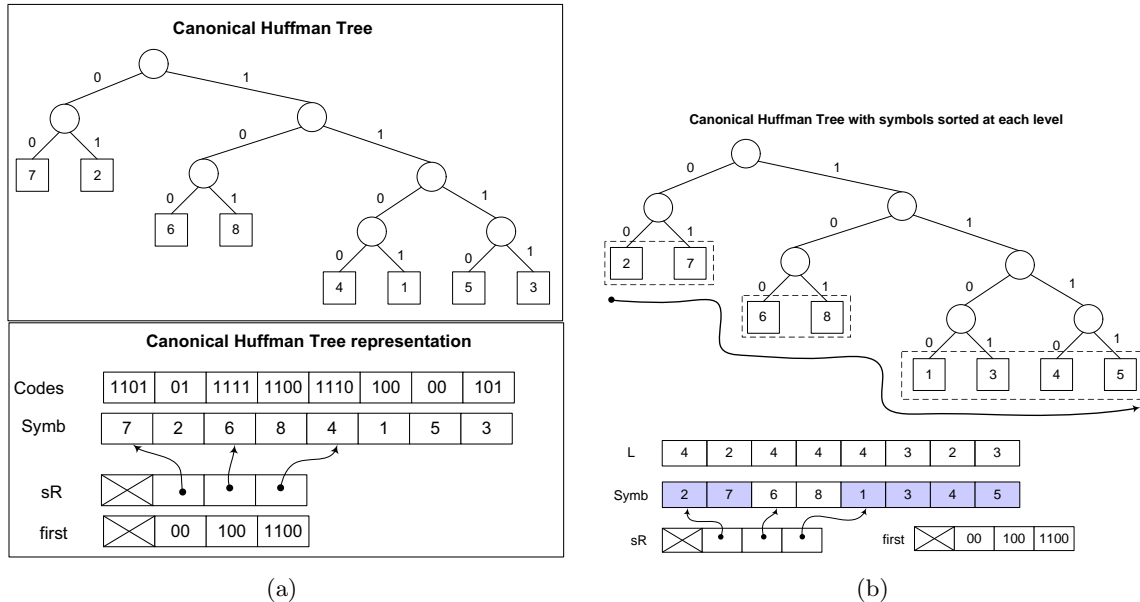 Canonical Huffman Tree
0 1
0 1 0 1
7 2
0 1 0 1
6 8
0 1 0 1
4 1 5 3
Canonical Huffman Tree representation
Codes 1101 01 1111 1100 1110 100 00 101
Symb 7 2 6 8 4 1 5 3
sR
first 00 100 1100
(a)
Canonical Huffman Tree with symbols sorted at each level
0 1
0 1 0 1
2 7
0 1 0 1
6 8
0 1 0 1
1 3 4 5
L 4 2 4 4 4 3 2 3
Symb 2 7 6 8 1 3 4 5
sR
first 00 100 1100
(b)